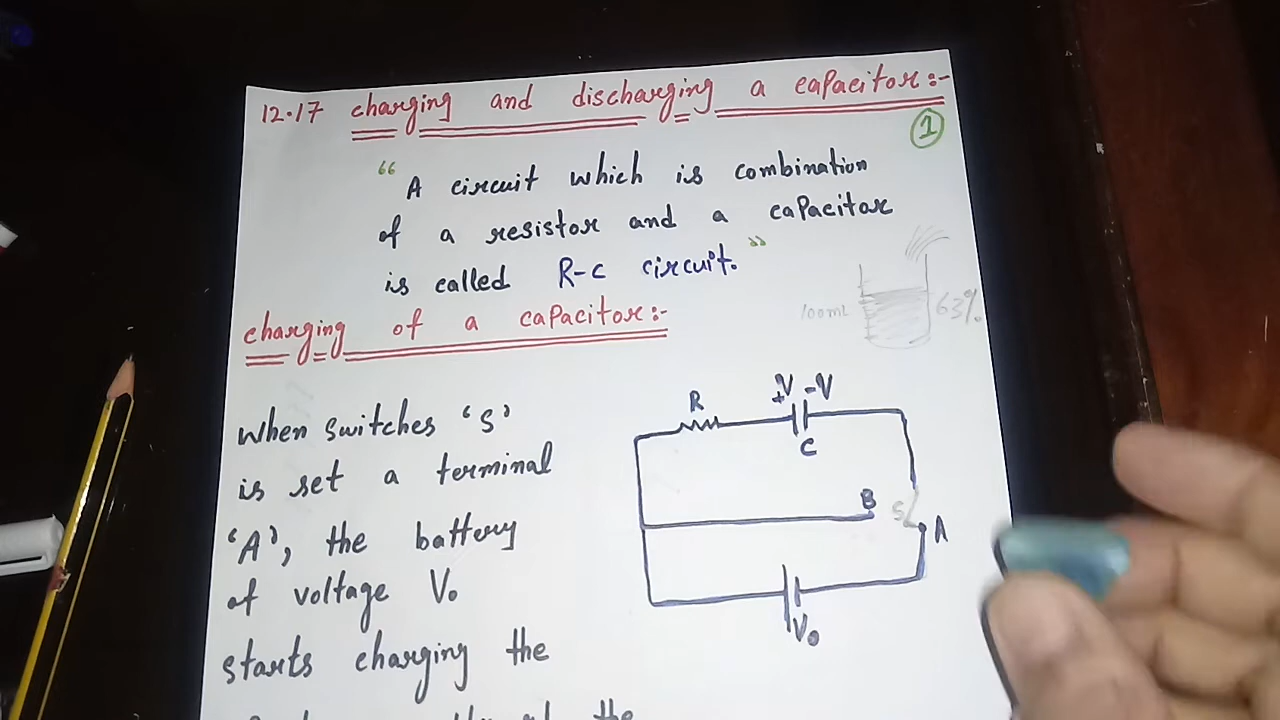 12.17 charging and discharging a capacitor:-
1
“ A circuit which is combination
of a resistor and a capacitor
is called R-C circuit. ”
100mL 63%
charging of a capacitor:-
When switches ‘S’
is set a terminal
‘A’, the battery
of voltage V₀
starts charging the
the
R +V -V
C
B S A
V₀